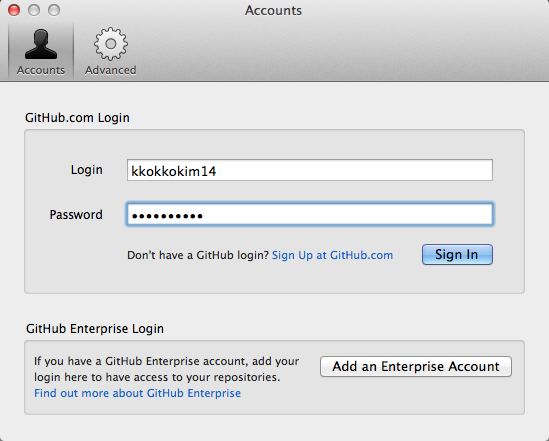 Accounts
Accounts
Advanced
GitHub.com Login
Login
kkokkokim14
Password
••••••••••
Don't have a GitHub login? Sign Up at GitHub.com
Sign In
GitHub Enterprise Login
If you have a GitHub Enterprise account, add your
login here to have access to your repositories.
Find out more about GitHub Enterprise
Add an Enterprise Account